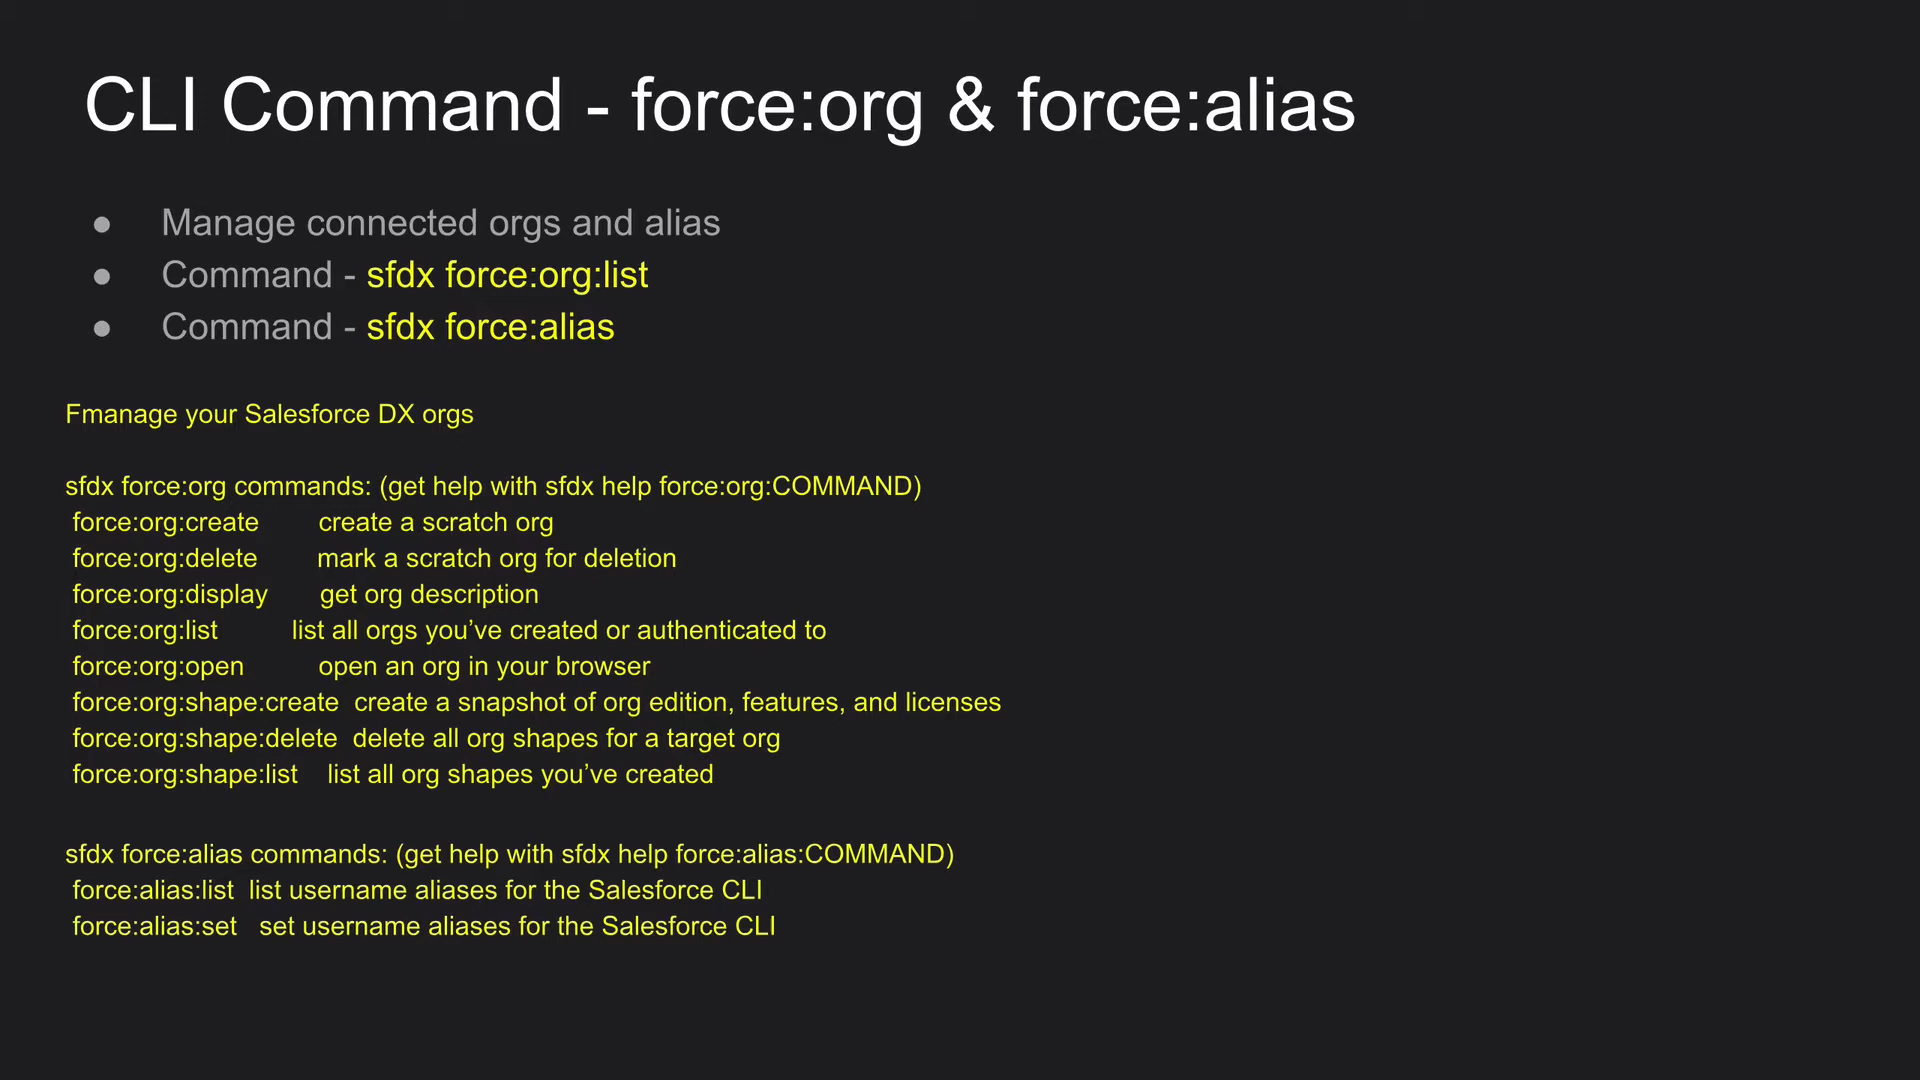 CLI Command - force:org & force:alias
● Manage connected orgs and alias
● Command - sfdx force:org:list
● Command - sfdx force:alias
Fmanage your Salesforce DX orgs
sfdx force:org commands: (get help with sfdx help force:org:COMMAND)
force:org:create create a scratch org
force:org:delete mark a scratch org for deletion
force:org:display get org description
force:org:list list all orgs you’ve created or authenticated to
force:org:open open an org in your browser
force:org:shape:create create a snapshot of org edition, features, and licenses
force:org:shape:delete delete all org shapes for a target org
force:org:shape:list list all org shapes you’ve created
sfdx force:alias commands: (get help with sfdx help force:alias:COMMAND)
force:alias:list list username aliases for the Salesforce CLI
force:alias:set set username aliases for the Salesforce CLI